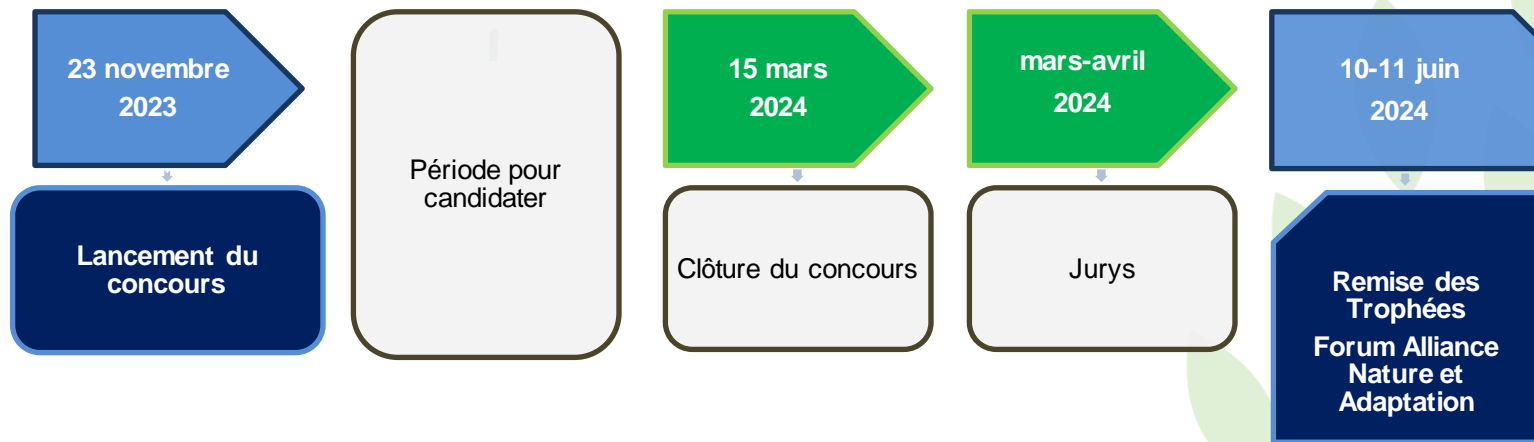 23 novembre
2023
Lancement du
concours
Période pour
candidater
15 mars
2024
Clôture du concours
mars-avril
2024
Jurys
10-11 juin
2024
Remise des
Trophées
Forum Alliance
Nature et
Adaptation